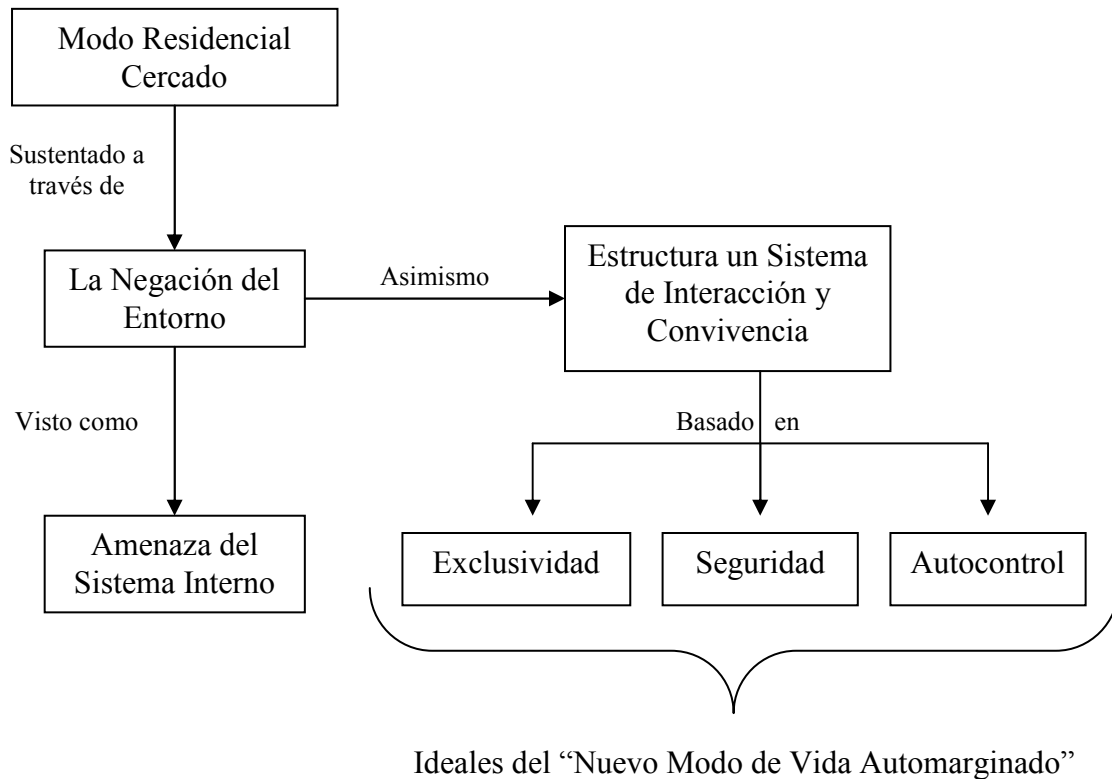 Modo Residencial
Cercado
Sustentado a
través de
La Negación del
Entorno
Asimismo
Estructura un Sistema
de Interacción y
Convivencia
Visto como
Basado en
Amenaza del
Sistema Interno
Exclusividad
Seguridad
Autocontrol
Ideales del “Nuevo Modo de Vida Automarginado”